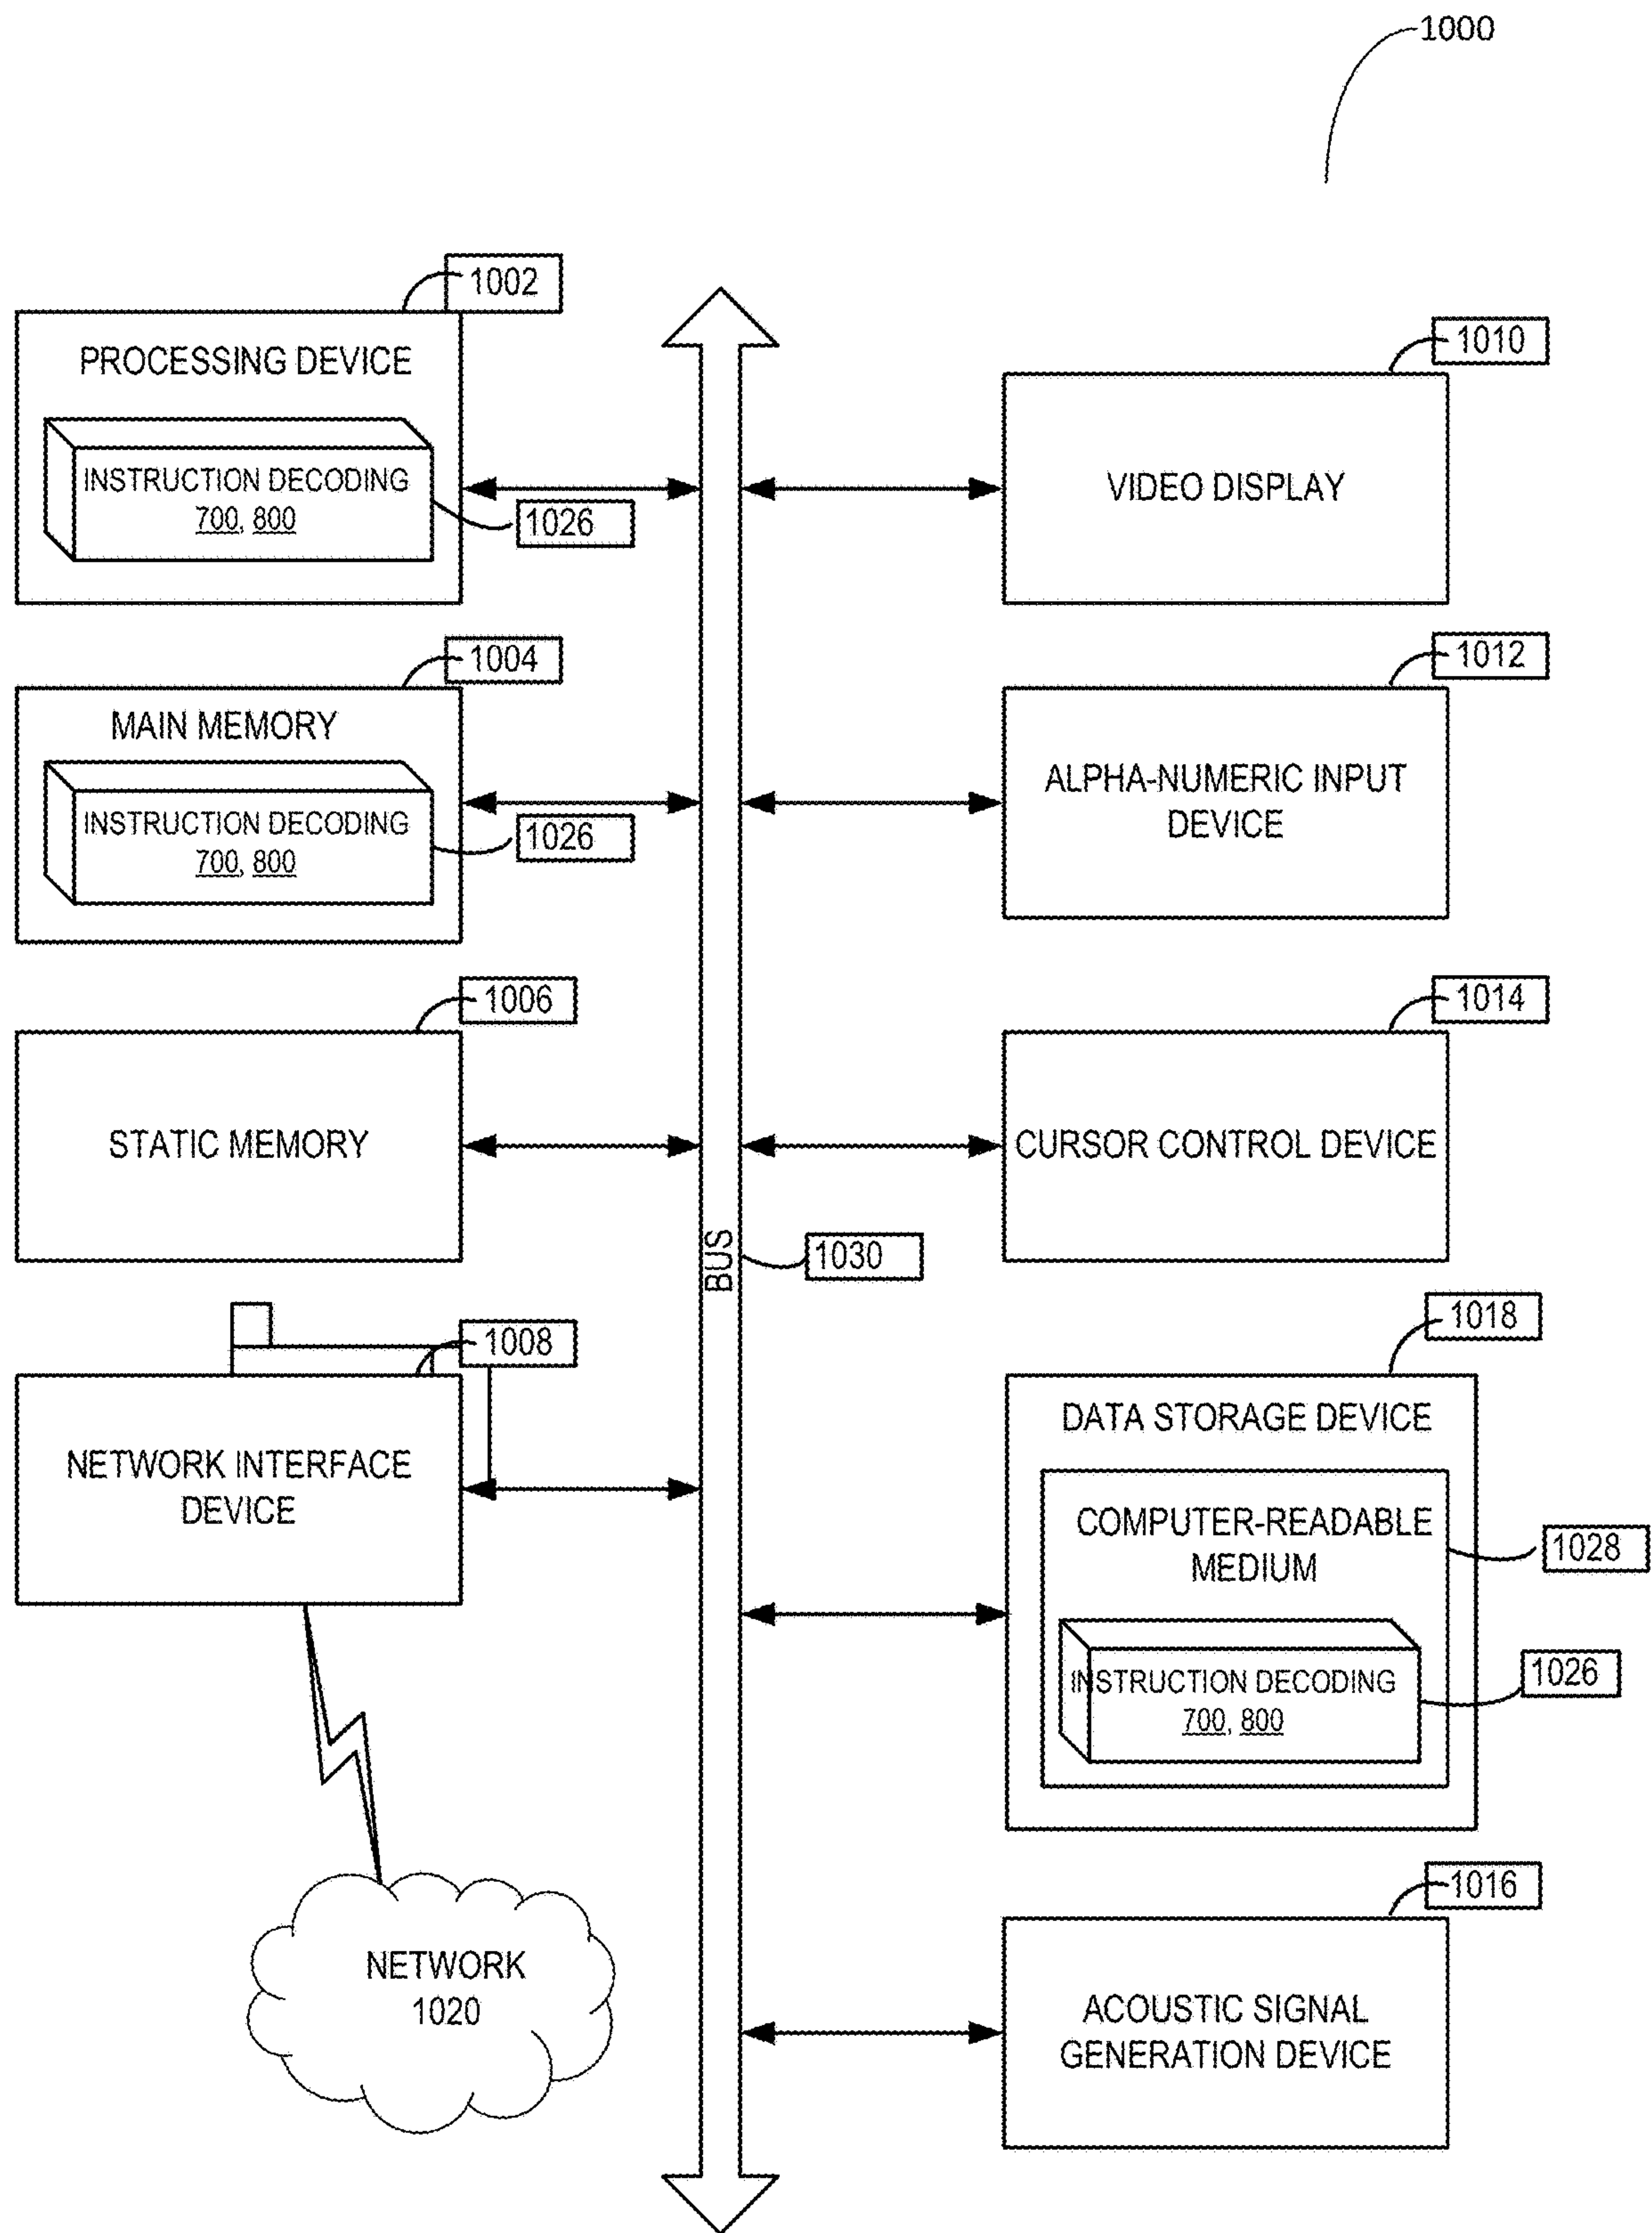 1000
1002
PROCESSING DEVICE
INSTRUCTION DECODING
700, 800
1026
1004
MAIN MEMORY
INSTRUCTION DECODING
700, 800
1026
1006
STATIC MEMORY
1008
NETWORK INTERFACE
DEVICE
NETWORK
1020
BUS
1030
1010
VIDEO DISPLAY
1012
ALPHA-NUMERIC INPUT
DEVICE
1014
CURSOR CONTROL DEVICE
1018
DATA STORAGE DEVICE
COMPUTER-READABLE
MEDIUM
1028
INSTRUCTION DECODING
700, 800
1026
1016
ACOUSTIC SIGNAL
GENERATION DEVICE